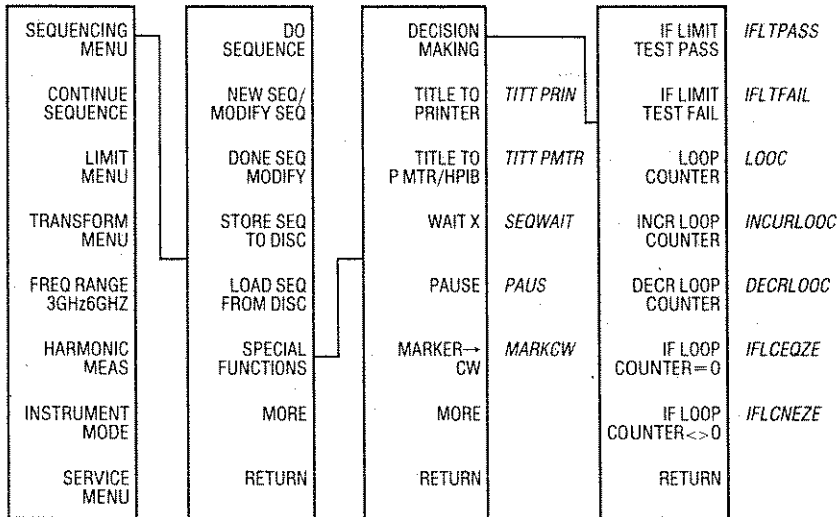 SEQUENCING
MENU
CONTINUE
SEQUENCE
LIMIT
MENU
TRANSFORM
MENU
FREQ RANGE
3GHz6GHZ
HARMONIC
MEAS
INSTRUMENT
MODE
SERVICE
MENU
DO
SEQUENCE
NEW SEQ/
MODIFY SEQ
DONE SEQ
MODIFY
STORE SEQ
TO DISC
LOAD SEQ
FROM DISC
SPECIAL
FUNCTIONS
MORE
RETURN
DECISION
MAKING
TITLE TO
PRINTER
TITT PRIN
TITLE TO
P MTR/HPIB
TITT PMTR
WAIT X
SEQWAIT
PAUSE
PAUS
MARKER→
CW
MARKCW
MORE
RETURN
IF LIMIT
TEST PASS
IFLTPASS
IF LIMIT
TEST FAIL
IFLTFAIL
LOOP
COUNTER
LOOC
INCR LOOP
COUNTER
INCURLOOC
DECR LOOP
COUNTER
DECRLOOC
IF LOOP
COUNTER=0
IFLCEQZE
IF LOOP
COUNTER<>0
IFLCNEZE
RETURN